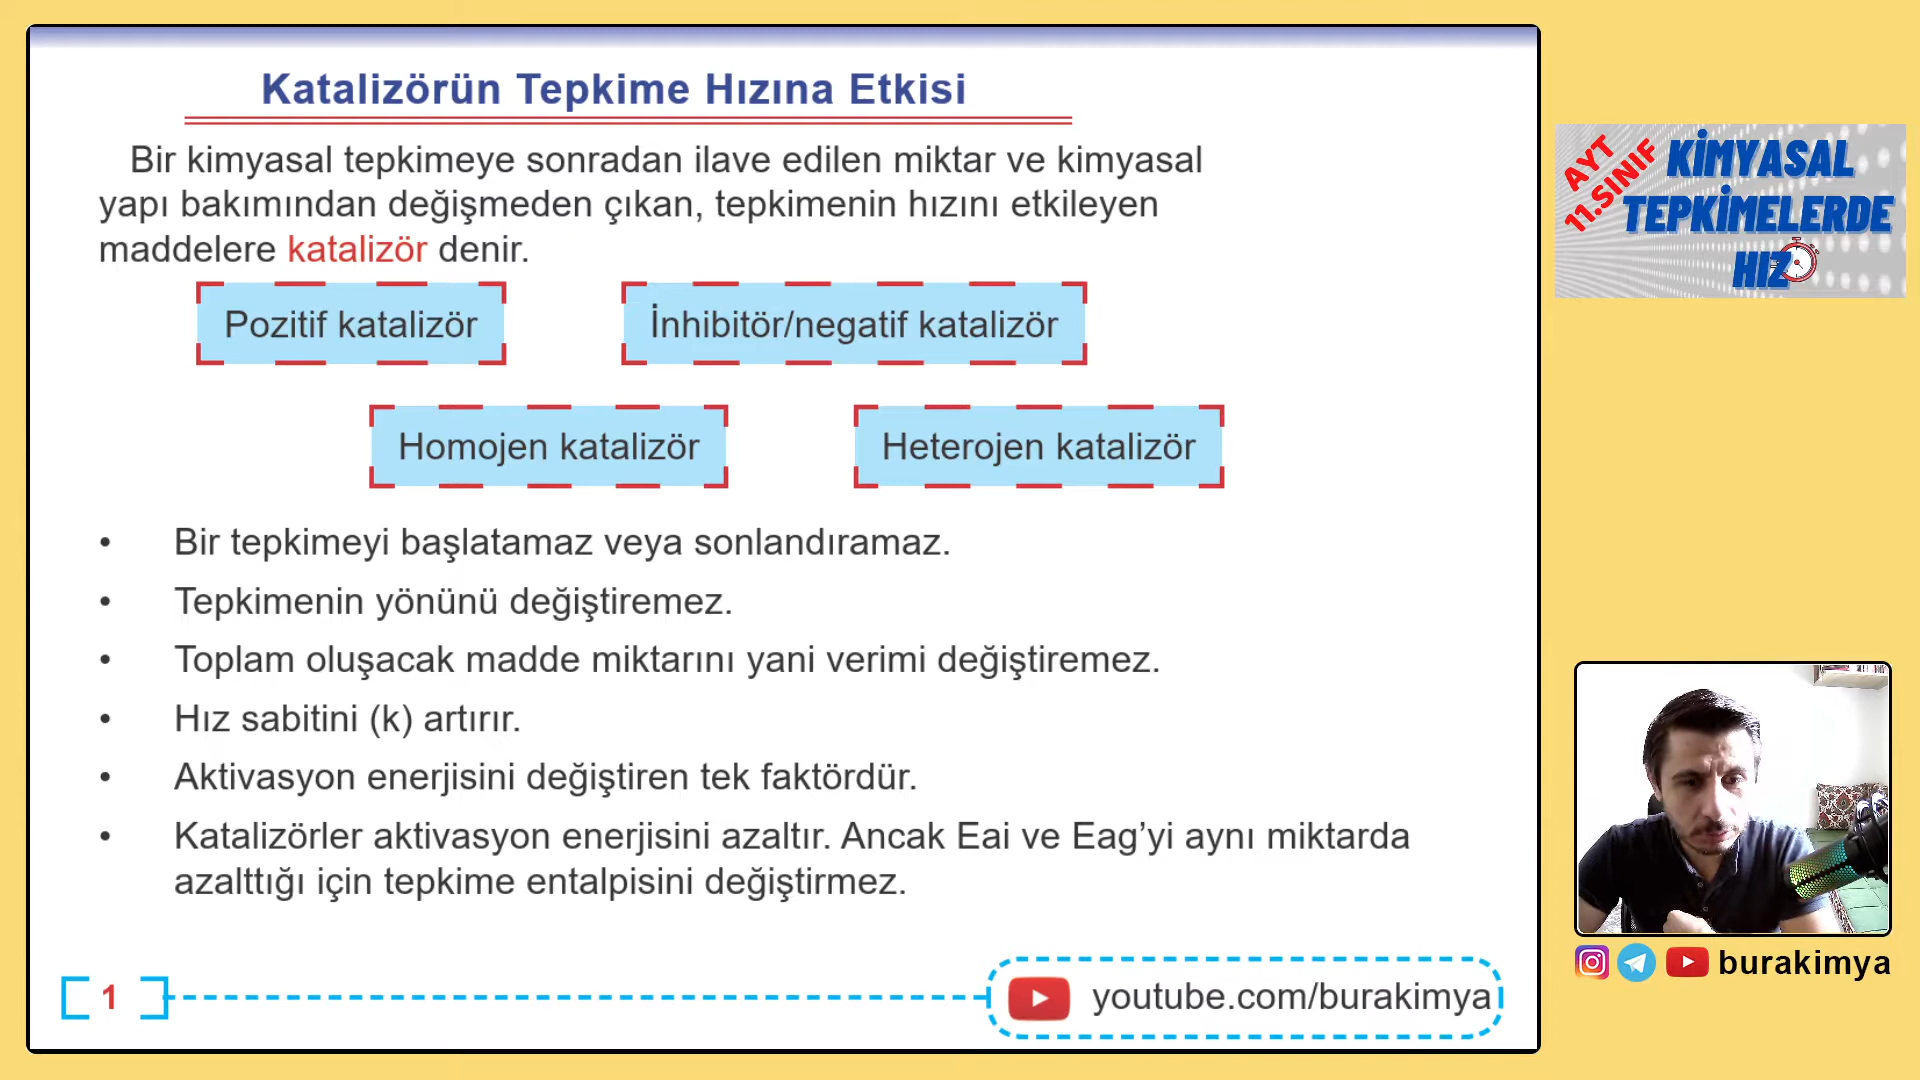 Katalizörün Tepkime Hızına Etkisi
Bir kimyasal tepkimeye sonradan ilave edilen miktar ve kimyasal
yapı bakımından değişmeden çıkan, tepkimenin hızını etkileyen
maddelere katalizör denir.
Pozitif katalizör
İnhibitör/negatif katalizör
Homojen katalizör
Heterojen katalizör
• Bir tepkimeyi başlatamaz veya sonlandıramaz.
• Tepkimenin yönünü değiştiremez.
• Toplam oluşacak madde miktarını yani verimi değiştiremez.
• Hız sabitini (k) artırır.
• Aktivasyon enerjisini değiştiren tek faktördür.
• Katalizörler aktivasyon enerjisini azaltır. Ancak Eai ve Eag’yi aynı miktarda
azalttığı için tepkime entalpisini değiştirmez.
1
youtube.com/burakimya
AYT
11.SINIF
KİMYASAL
TEPKİMELERDE
HIZ
burakimya